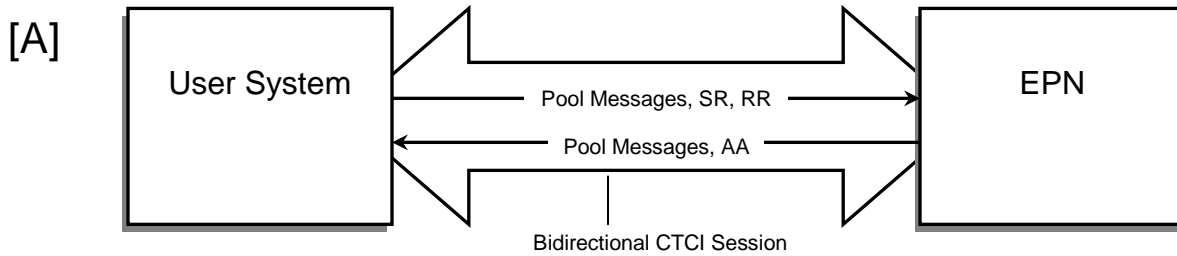 [A]
User System
EPN
Pool Messages, SR, RR
Pool Messages, AA
Bidirectional CTCI Session